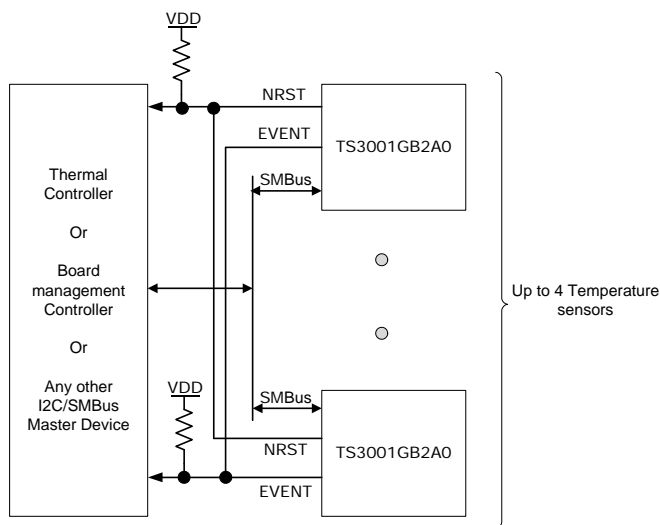 VDD
NRST
EVENT
TS3001GB2A0
SMBus
Thermal
Controller
Or
Board
management
Controller
Or
Any other
I2C/SMBus
Master Device
Up to 4 Temperature
sensors
VDD
SMBus
NRST
TS3001GB2A0
EVENT